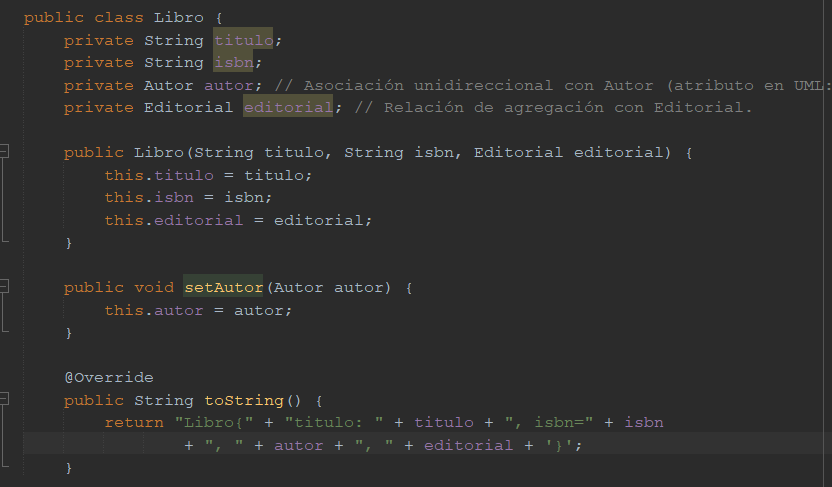 public class Libro {
private String titulo;
private String isbn;
private Autor autor; // Asociación unidireccional con Autor (atributo en UML:
private Editorial editorial; // Relación de agregación con Editorial.
public Libro(String titulo, String isbn, Editorial editorial) {
this.titulo = titulo;
this.isbn = isbn;
this.editorial = editorial;
}
public void setAutor(Autor autor) {
this.autor = autor;
}
@Override
public String toString() {
return "Libro{" + "titulo: " + titulo + ", isbn=" + isbn
+ ", " + autor + ", " + editorial + '}';
}